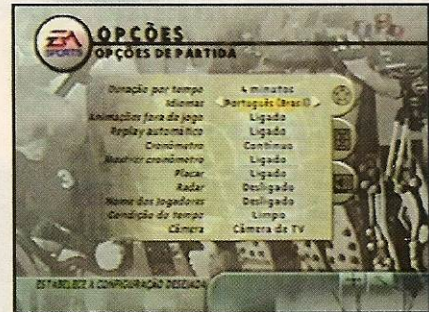 EA
SPORTS
OPÇÕES
OPÇÕES DE PARTIDA
Duração por tempo 4 minutos
Idiomas Português (Brasil)
Animações fora de jogo Ligado
Replay automático Ligado
Cronômetro Contínuo
Mostrar cronômetro Ligado
Placar Ligado
Radar Desligado
Nome dos Jogadores Desligado
Condição do tempo Limpo
Câmera Câmera de TV
ESTABELECE A CONFIGURAÇÃO DESEJADA